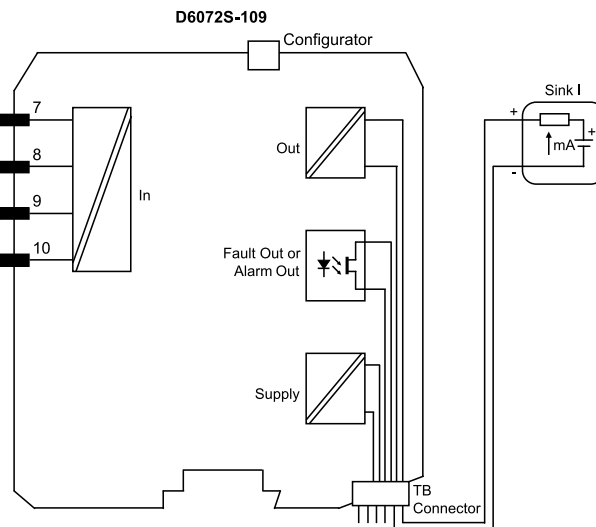 D6072S-109
Configurator
Sink I
7
8
9
10
In
Out
+
-
mA
+
Fault Out or
Alarm Out
Supply
TB
Connector